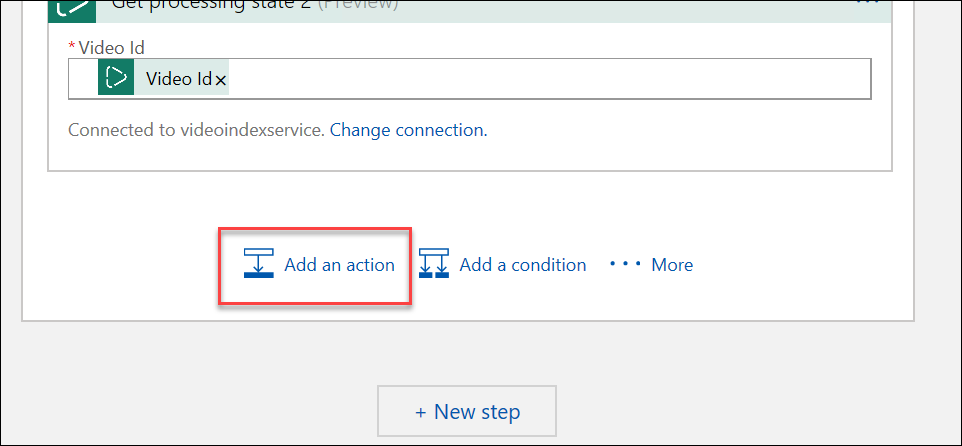 Get processing state 2 (Preview)
* Video Id
Video Id ×
Connected to videoindexservice. Change connection.
Add an action Add a condition ··· More
+ New step